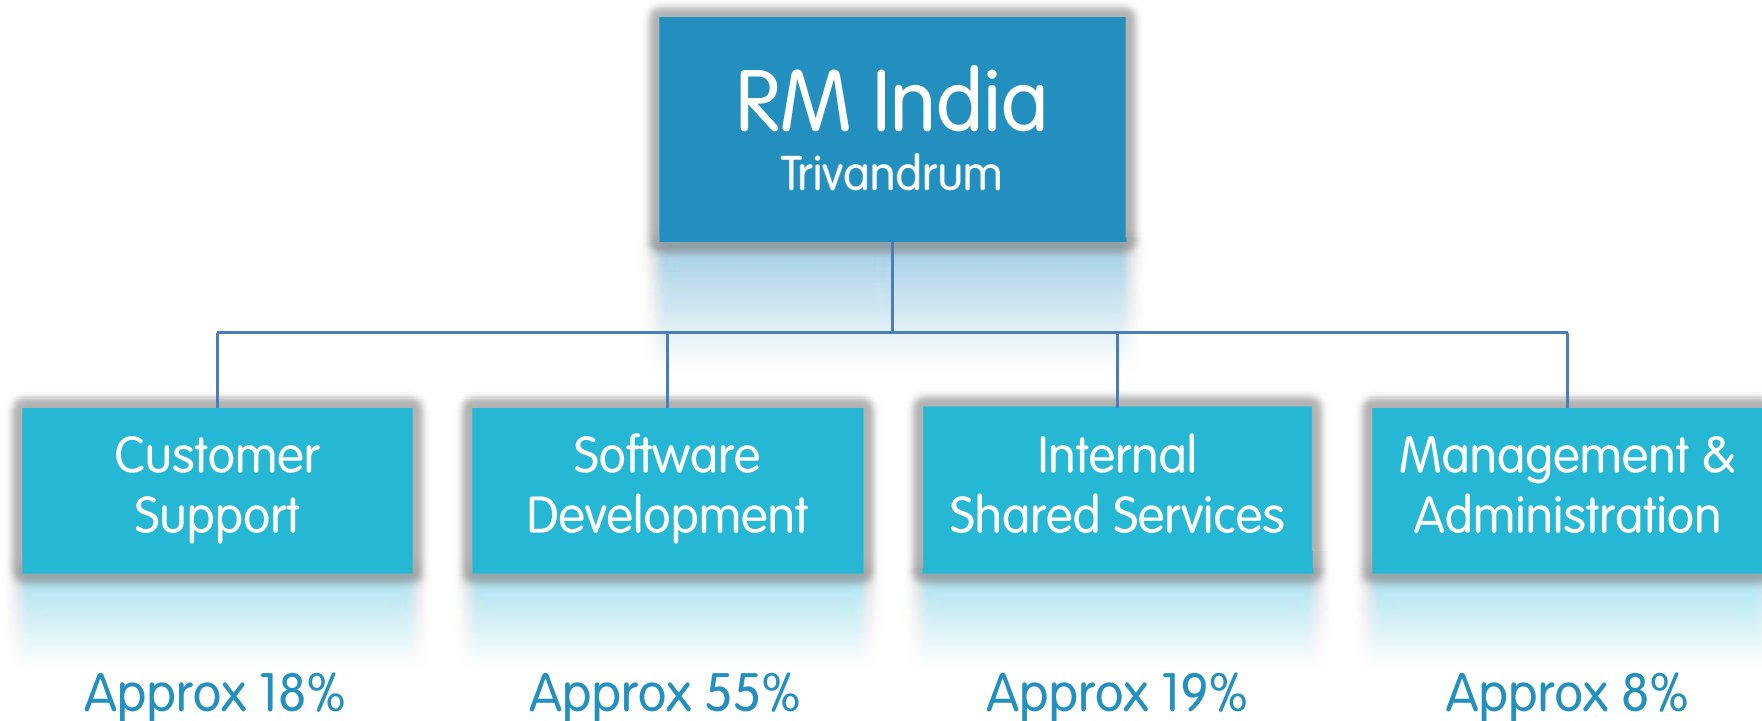 RM India
Trivandrum
Customer
Support
Software
Development
Internal
Shared Services
Management &
Administration
Approx 18%
Approx 55%
Approx 19%
Approx 8%